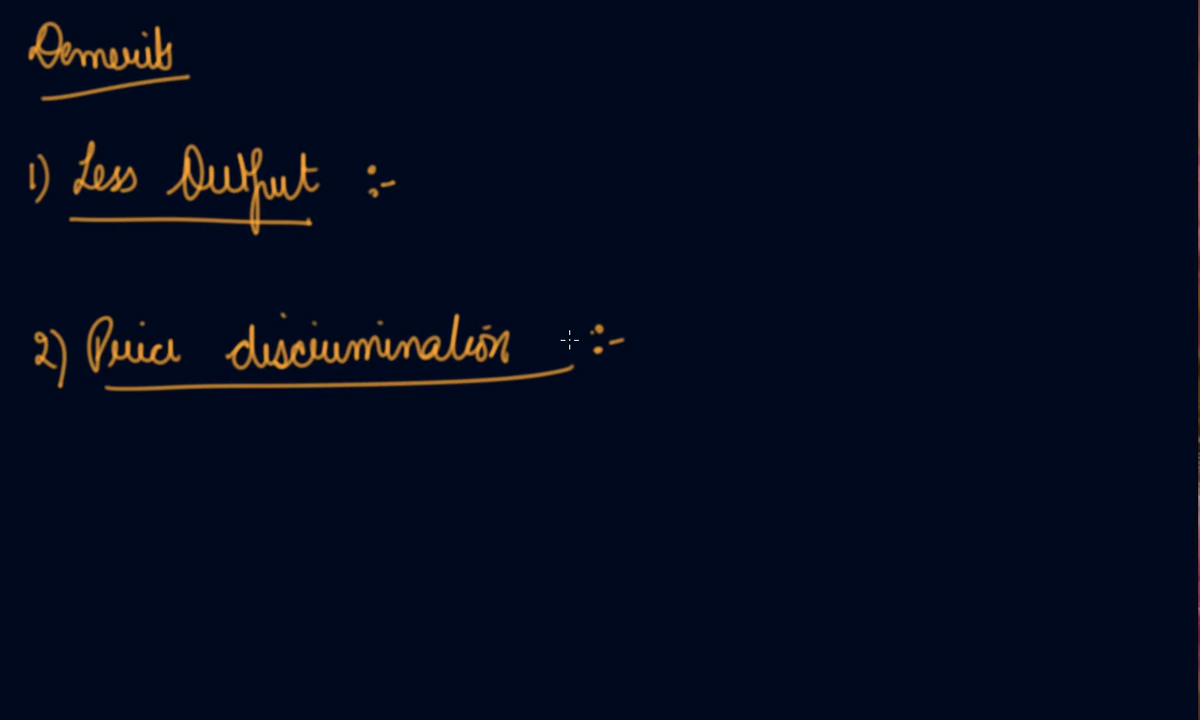 Demerits
1) Less Output :-
2) Price discrimination :-